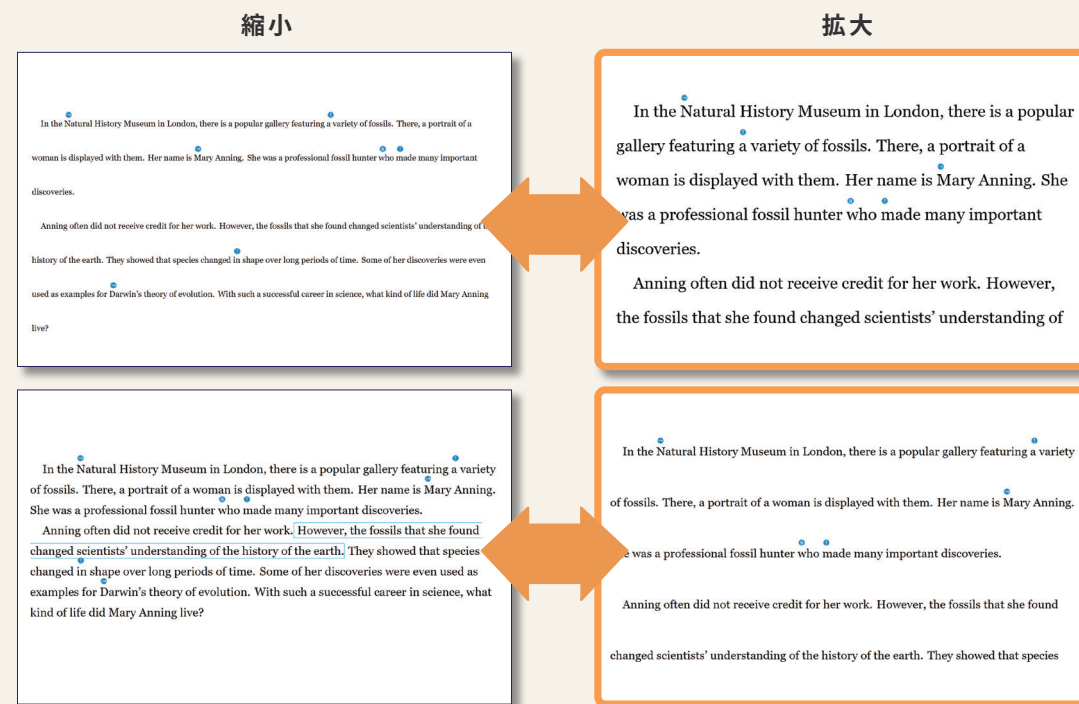 縮小
拡大
In the Natural History Museum in London, there is a popular gallery featuring a variety of fossils. There, a portrait of a
woman is displayed with them. Her name is Mary Anning. She was a professional fossil hunter who made many important
discoveries.
Anning often did not receive credit for her work. However, the fossils that she found changed scientists' understanding of
history of the earth. They showed that species changed in shape over long periods of time. Some of her discoveries were even
used as examples for Darwin's theory of evolution. With such a successful career in science, what kind of life did Mary Anning
live?
In the Natural History Museum in London, there is a popular
gallery featuring a variety of fossils. There, a portrait of a
woman is displayed with them. Her name is Mary Anning. She
was a professional fossil hunter who made many important
discoveries.
Anning often did not receive credit for her work. However,
the fossils that she found changed scientists' understanding of
In the Natural History Museum in London, there is a popular gallery featuring a variety
of fossils. There, a portrait of a woman is displayed with them. Her name is Mary Anning.
She was a professional fossil hunter who made many important discoveries.
Anning often did not receive credit for her work. However, the fossils that she found
changed scientists' understanding of the history of the earth. They showed that species
changed in shape over long periods of time. Some of her discoveries were even used as
examples for Darwin's theory of evolution. With such a successful career in science, what
kind of life did Mary Anning live?
In the Natural History Museum in London, there is a popular gallery featuring a variety
of fossils. There, a portrait of a woman is displayed with them. Her name is Mary Anning.
was a professional fossil hunter who made many important discoveries.
Anning often did not receive credit for her work. However, the fossils that she found
changed scientists' understanding of the history of the earth. They showed that species